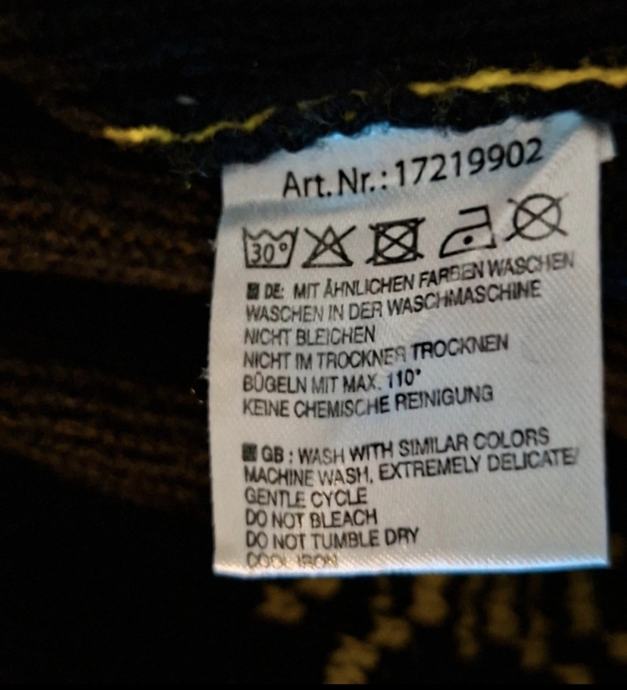 Art.Nr.:17219902
30°
DE: MIT ÄHNLICHEN FARBEN WASCHEN
WASCHEN IN DER WASCHMASCHINE
NICHT BLEICHEN
NICHT IM TROCKNER TROCKNEN
BÜGELN MIT MAX. 110°
KEINE CHEMISCHE REINIGUNG
GB : WASH WITH SIMILAR COLORS
MACHINE WASH, EXTREMELY DELICATE/
GENTLE CYCLE
DO NOT BLEACH
DO NOT TUMBLE DRY
COOL IRON